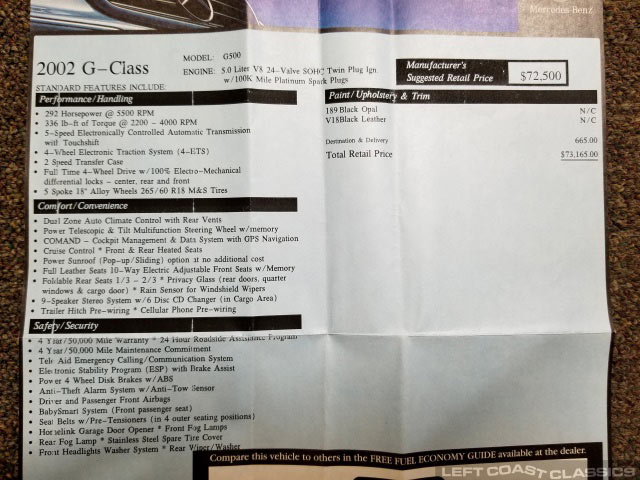 Mercedes Benz
2002 G-Class
MODEL: G500
ENGINE: 5.0 Liter V8 24-Valve SOHC Twin Plug Ign.
w/100K Mile Platinum Spark Plugs
Manufacturer's
Suggested Retail Price
$72,500
STANDARD FEATURES INCLUDE:
Performance/Handling
• 292 Horsepower @ 5500 RPM
• 336 lb-ft of Torque @ 2200 - 4000 RPM
• 5-Speed Electronically Controlled Automatic Transmission
with Touchshift
• 4-Wheel Electronic Traction System (4-ETS)
• 2 Speed Transfer Case
• Full Time 4-Wheel Drive w/100% Electro-Mechanical
differential locks - center, rear and front
• 5 Spoke 18" Alloy Wheels 265/60 R18 M&S Tires
Comfort/Convenience
• Dual Zone Auto Climate Control with Rear Vents
• Power Telescopic & Tilt Multifunction Steering Wheel w/memory
• COMAND - Cockpit Management & Data System with GPS Navigation
• Cruise Control * Front & Rear Heated Seats
• Power Sunroof (Pop-up/Sliding) option at no additional cost
• Full Leather Seats 10-Way Electric Adjustable Front Seats w/Memory
• Foldable Rear Seats 1/3 - 2/3 * Privacy Glass (rear doors, quarter
windows & cargo door) * Rain Sensor for Windshield Wipers
• 9-Speaker Stereo System w/6 Disc CD Changer (in Cargo Area)
• Trailer Hitch Pre-wiring * Cellular Phone Pre-wiring
Safety/Security
• 4 Year/50,000 Mile Warranty * 24 Hour Roadside Assistance Program
• 4 Year/50,000 Mile Maintenance Commitment
• Tele Aid Emergency Calling/Communication System
• Electronic Stability Program (ESP) with Brake Assist
• Power 4 Wheel Disk Brakes w/ABS
• Anti-Theft Alarm System w/Anti-Tow Sensor
• Driver and Passenger Front Airbags
• BabySmart System (Front passenger seat)
• Seat Belts w/Pre-Tensioners (in 4 outer seating positions)
• Homelink Garage Door Opener * Front Fog Lamps
• Rear Fog Lamp * Stainless Steel Spare Tire Cover
• Front Headlights Washer System * Rear Wiper/Washer
Paint/Upholstery & Trim
189 Black Opal N/C
V18 Black Leather N/C
Destination & Delivery 665.00
Total Retail Price $73,165.00
Compare this vehicle to others in the FREE FUEL ECONOMY GUIDE available at the dealer.
LEFT COAST CLASSICS